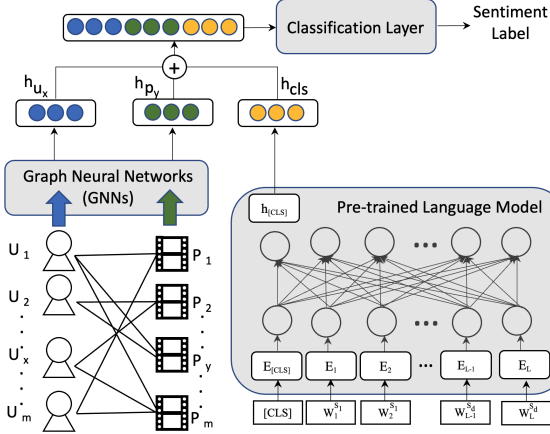 Classification Layer
Sentiment
Label
h_{u_x}
h_{p_y}
h_{cls}
Graph Neural Networks
(GNNs)
h_{[CLS]}
Pre-trained Language Model
U_1
P_1
U_2
P_2
U_x
P_y
U_m
P_m
E_{[CLS]} E_1 E_2 ... E_{L-1} E_L
[CLS] W_1^{S_1} W_2^{S_1} W_{L-1}^{S_d} W_L^{S_d}